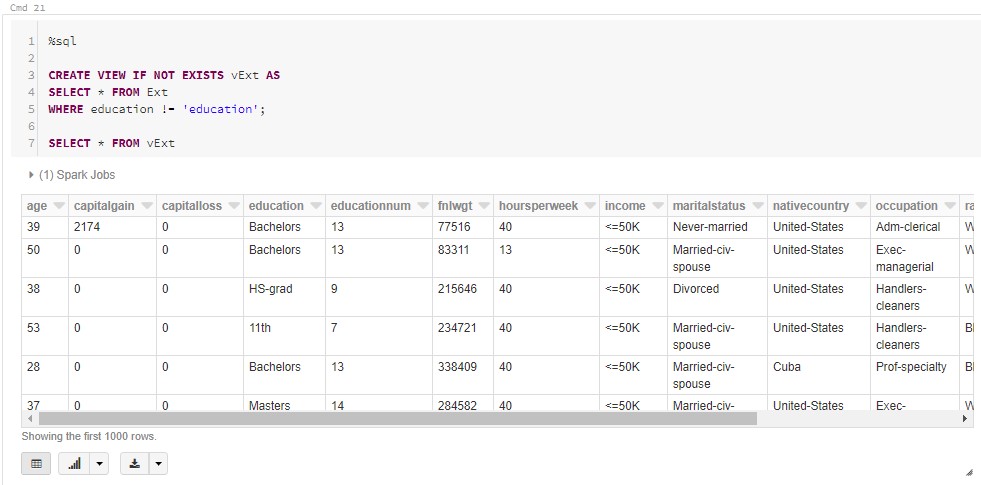 Cmd 21
1 %sql
2
3 CREATE VIEW IF NOT EXISTS vExt AS
4 SELECT * FROM Ext
5 WHERE education != 'education';
6
7 SELECT * FROM vExt
(1) Spark Jobs
age capitalgain capitalloss education educationnum fnlwgt hoursperweek income maritalstatus nativecountry occupation ra
39 2174 0 Bachelors 13 77516 40 <=50K Never-married United-States Adm-clerical W
50 0 0 Bachelors 13 83311 13 <=50K Married-civ- United-States Exec- W
spouse managerial
38 0 0 HS-grad 9 215646 40 <=50K Divorced United-States Handlers- W
cleaners
53 0 0 11th 7 234721 40 <=50K Married-civ- United-States Handlers- Bl
spouse cleaners
28 0 0 Bachelors 13 338409 40 <=50K Married-civ- Cuba Prof-specialty Bl
spouse
37 0 0 Masters 14 284582 40 <=50K Married-civ- United-States Exec- W
Showing the first 1000 rows.